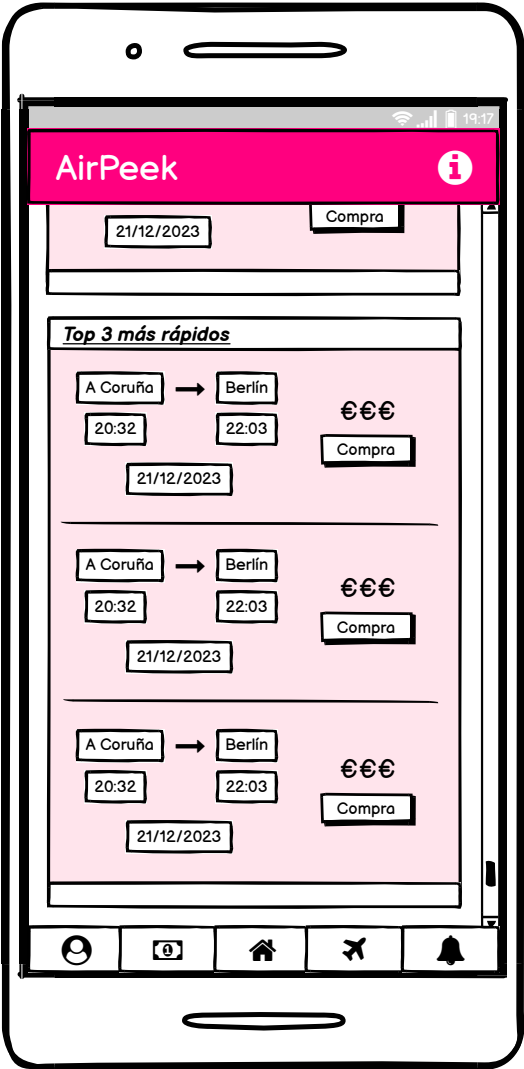 19:17
AirPeek
21/12/2023
Compra
Top 3 más rápidos
A Coruña Berlín
€€€
20:32 22:03
Compra
21/12/2023
A Coruña Berlín
€€€
20:32 22:03
Compra
21/12/2023
A Coruña Berlín
€€€
20:32 22:03
Compra
21/12/2023